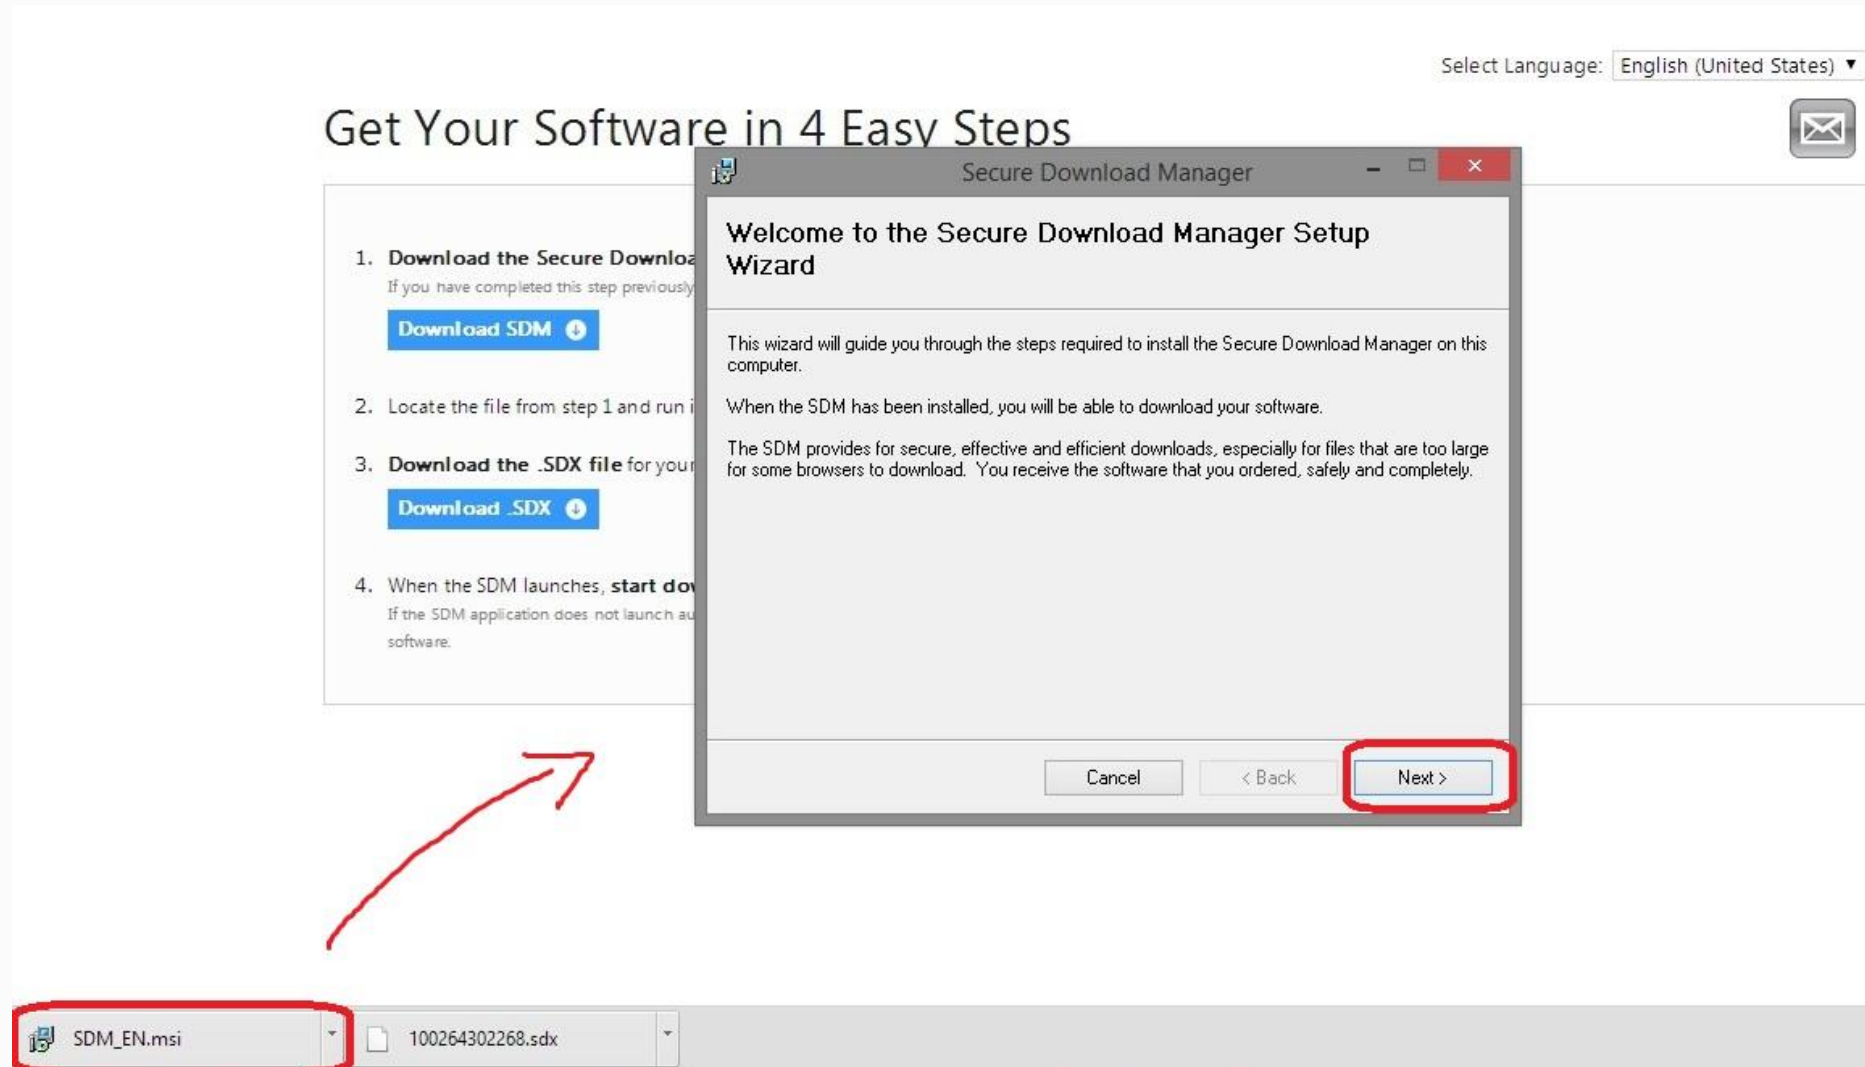 Select Language: English (United States)
Get Your Software in 4 Easy Steps
1. Download the Secure Downloa
If you have completed this step previously
Download SDM
2. Locate the file from step 1 and run i
3. Download the .SDX file for your
Download .SDX
4. When the SDM launches, start dow
If the SDM application does not launch au
software.
Secure Download Manager
Welcome to the Secure Download Manager Setup
Wizard
This wizard will guide you through the steps required to install the Secure Download Manager on this
computer.
When the SDM has been installed, you will be able to download your software.
The SDM provides for secure, effective and efficient downloads, especially for files that are too large
for some browsers to download. You receive the software that you ordered, safely and completely.
Cancel < Back Next >
SDM_EN.msi 100264302268.sdx